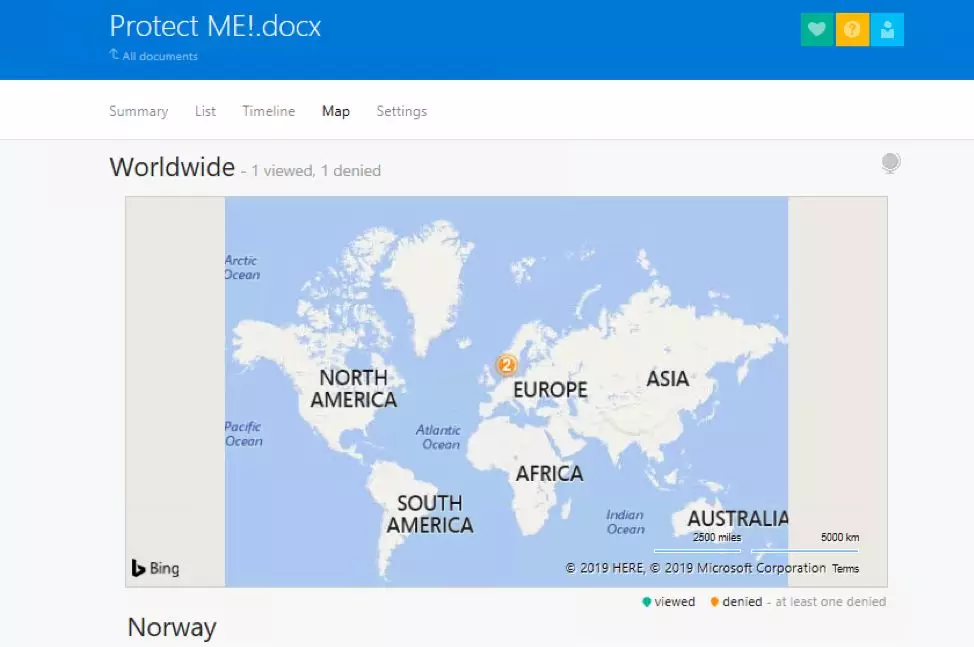 Protect ME!.docx
All documents
Summary List Timeline Map Settings
Worldwide - 1 viewed, 1 denied
Arctic
Ocean
2
NORTH
AMERICA
EUROPE
ASIA
Pacific
Ocean
Atlantic
Ocean
AFRICA
SOUTH
AMERICA
Indian
Ocean
AUSTRALIA
2500 miles 5000 km
Bing
© 2019 HERE, © 2019 Microsoft Corporation Terms
viewed denied - at least one denied
Norway